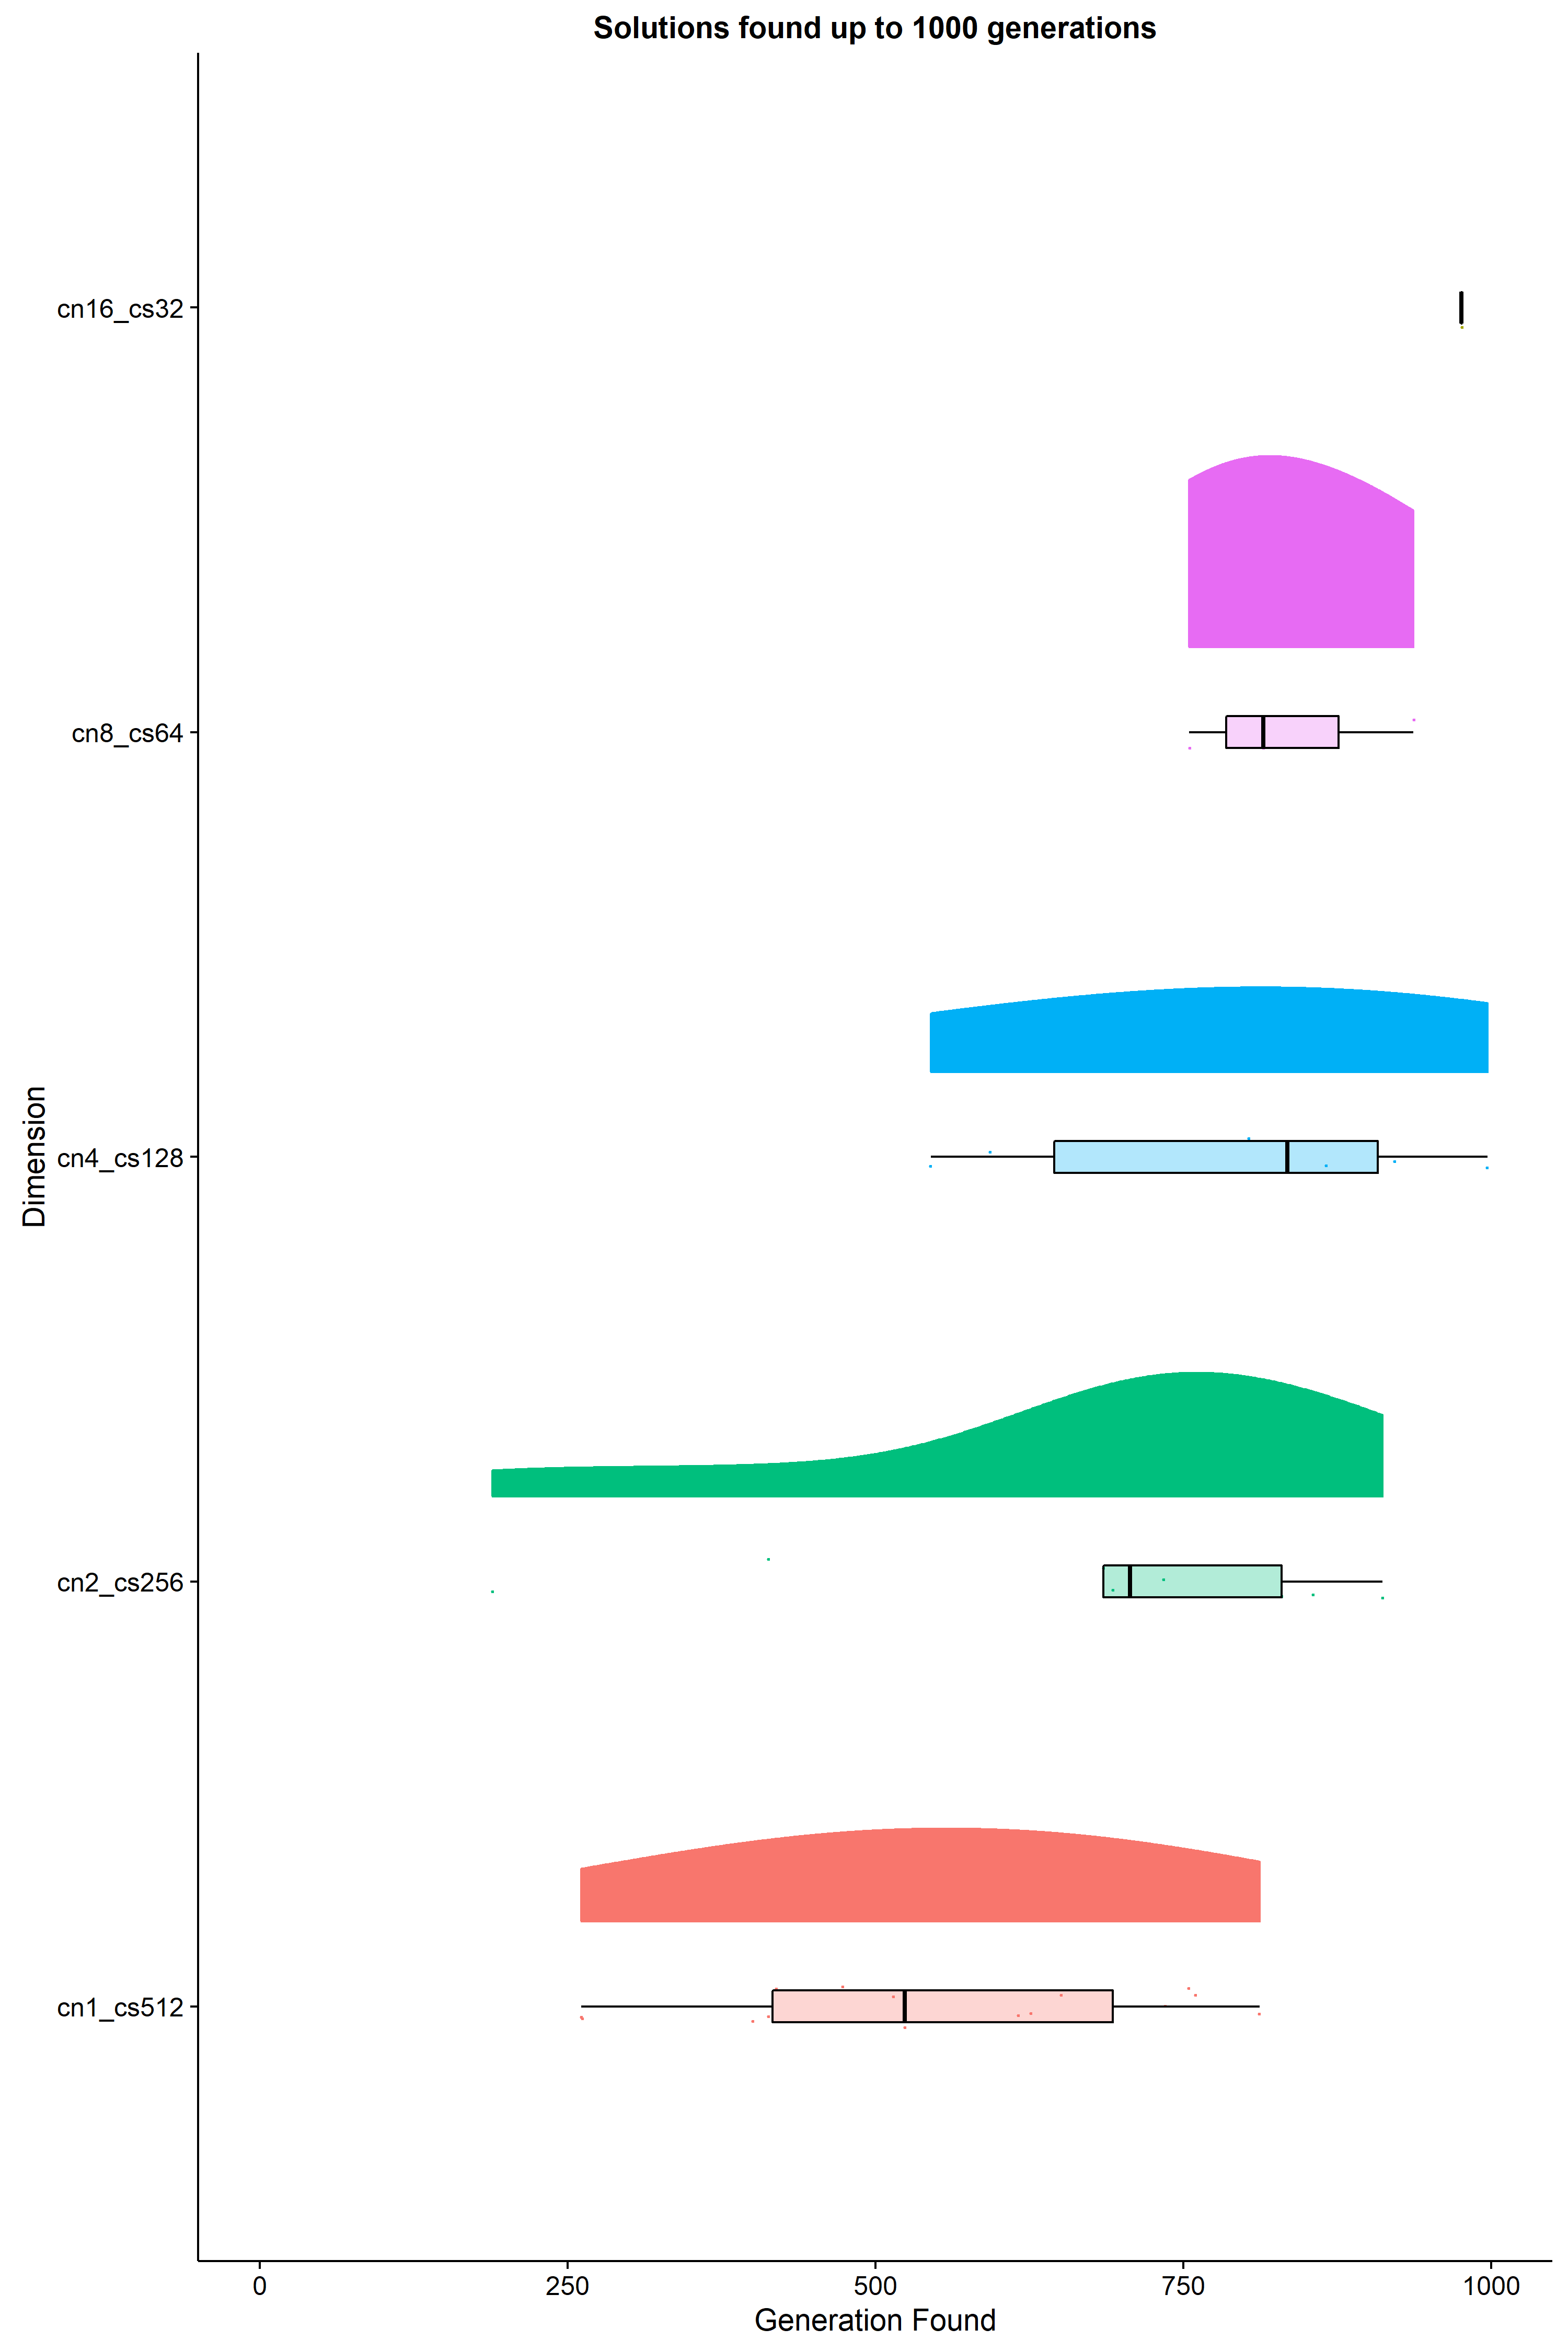 Solutions found up to 1000 generations
cn16_cs32
cn8_cs64
cn4_cs128
cn2_cs256
cn1_cs512
Dimension
0 250 500 750 1000
Generation Found